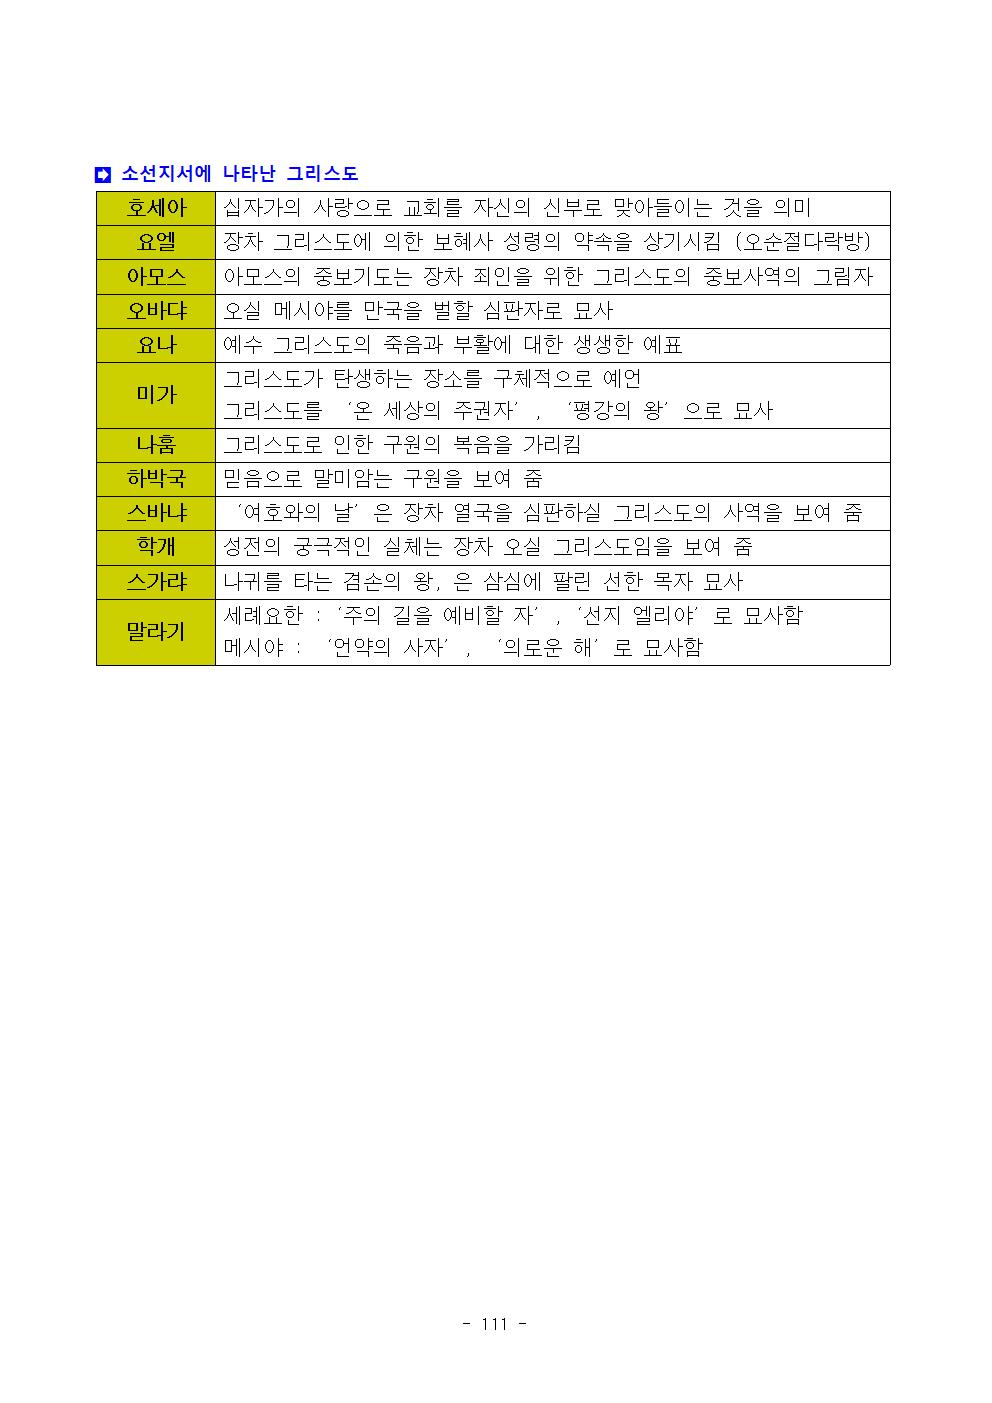 소선지서에 나타난 그리스도
호세아 십자가의 사랑으로 교회를 자신의 신부로 맞아들이는 것을 의미
요엘 장차 그리스도에 의한 보혜사 성령의 약속을 상기시킴 (오순절다락방)
아모스 아모스의 중보기도는 장차 죄인을 위한 그리스도의 중보사역의 그림자
오바댜 오실 메시야를 만국을 벌할 심판자로 묘사
요나 예수 그리스도의 죽음과 부활에 대한 생생한 예표
미가 그리스도가 탄생하는 장소를 구체적으로 예언
그리스도를 ‘온 세상의 주권자’, ‘평강의 왕’으로 묘사
나훔 그리스도로 인한 구원의 복음을 가리킴
하박국 믿음으로 말미암는 구원을 보여 줌
스바냐 ‘여호와의 날’은 장차 열국을 심판하실 그리스도의 사역을 보여 줌
학개 성전의 궁극적인 실체는 장차 오실 그리스도임을 보여 줌
스가랴 나귀를 타는 겸손의 왕, 은 삼심에 팔린 선한 목자 묘사
말라기 세례요한 : ‘주의 길을 예비할 자’, ‘선지 엘리야’로 묘사함
메시야 : ‘언약의 사자’, ‘의로운 해’로 묘사함
- 111 -